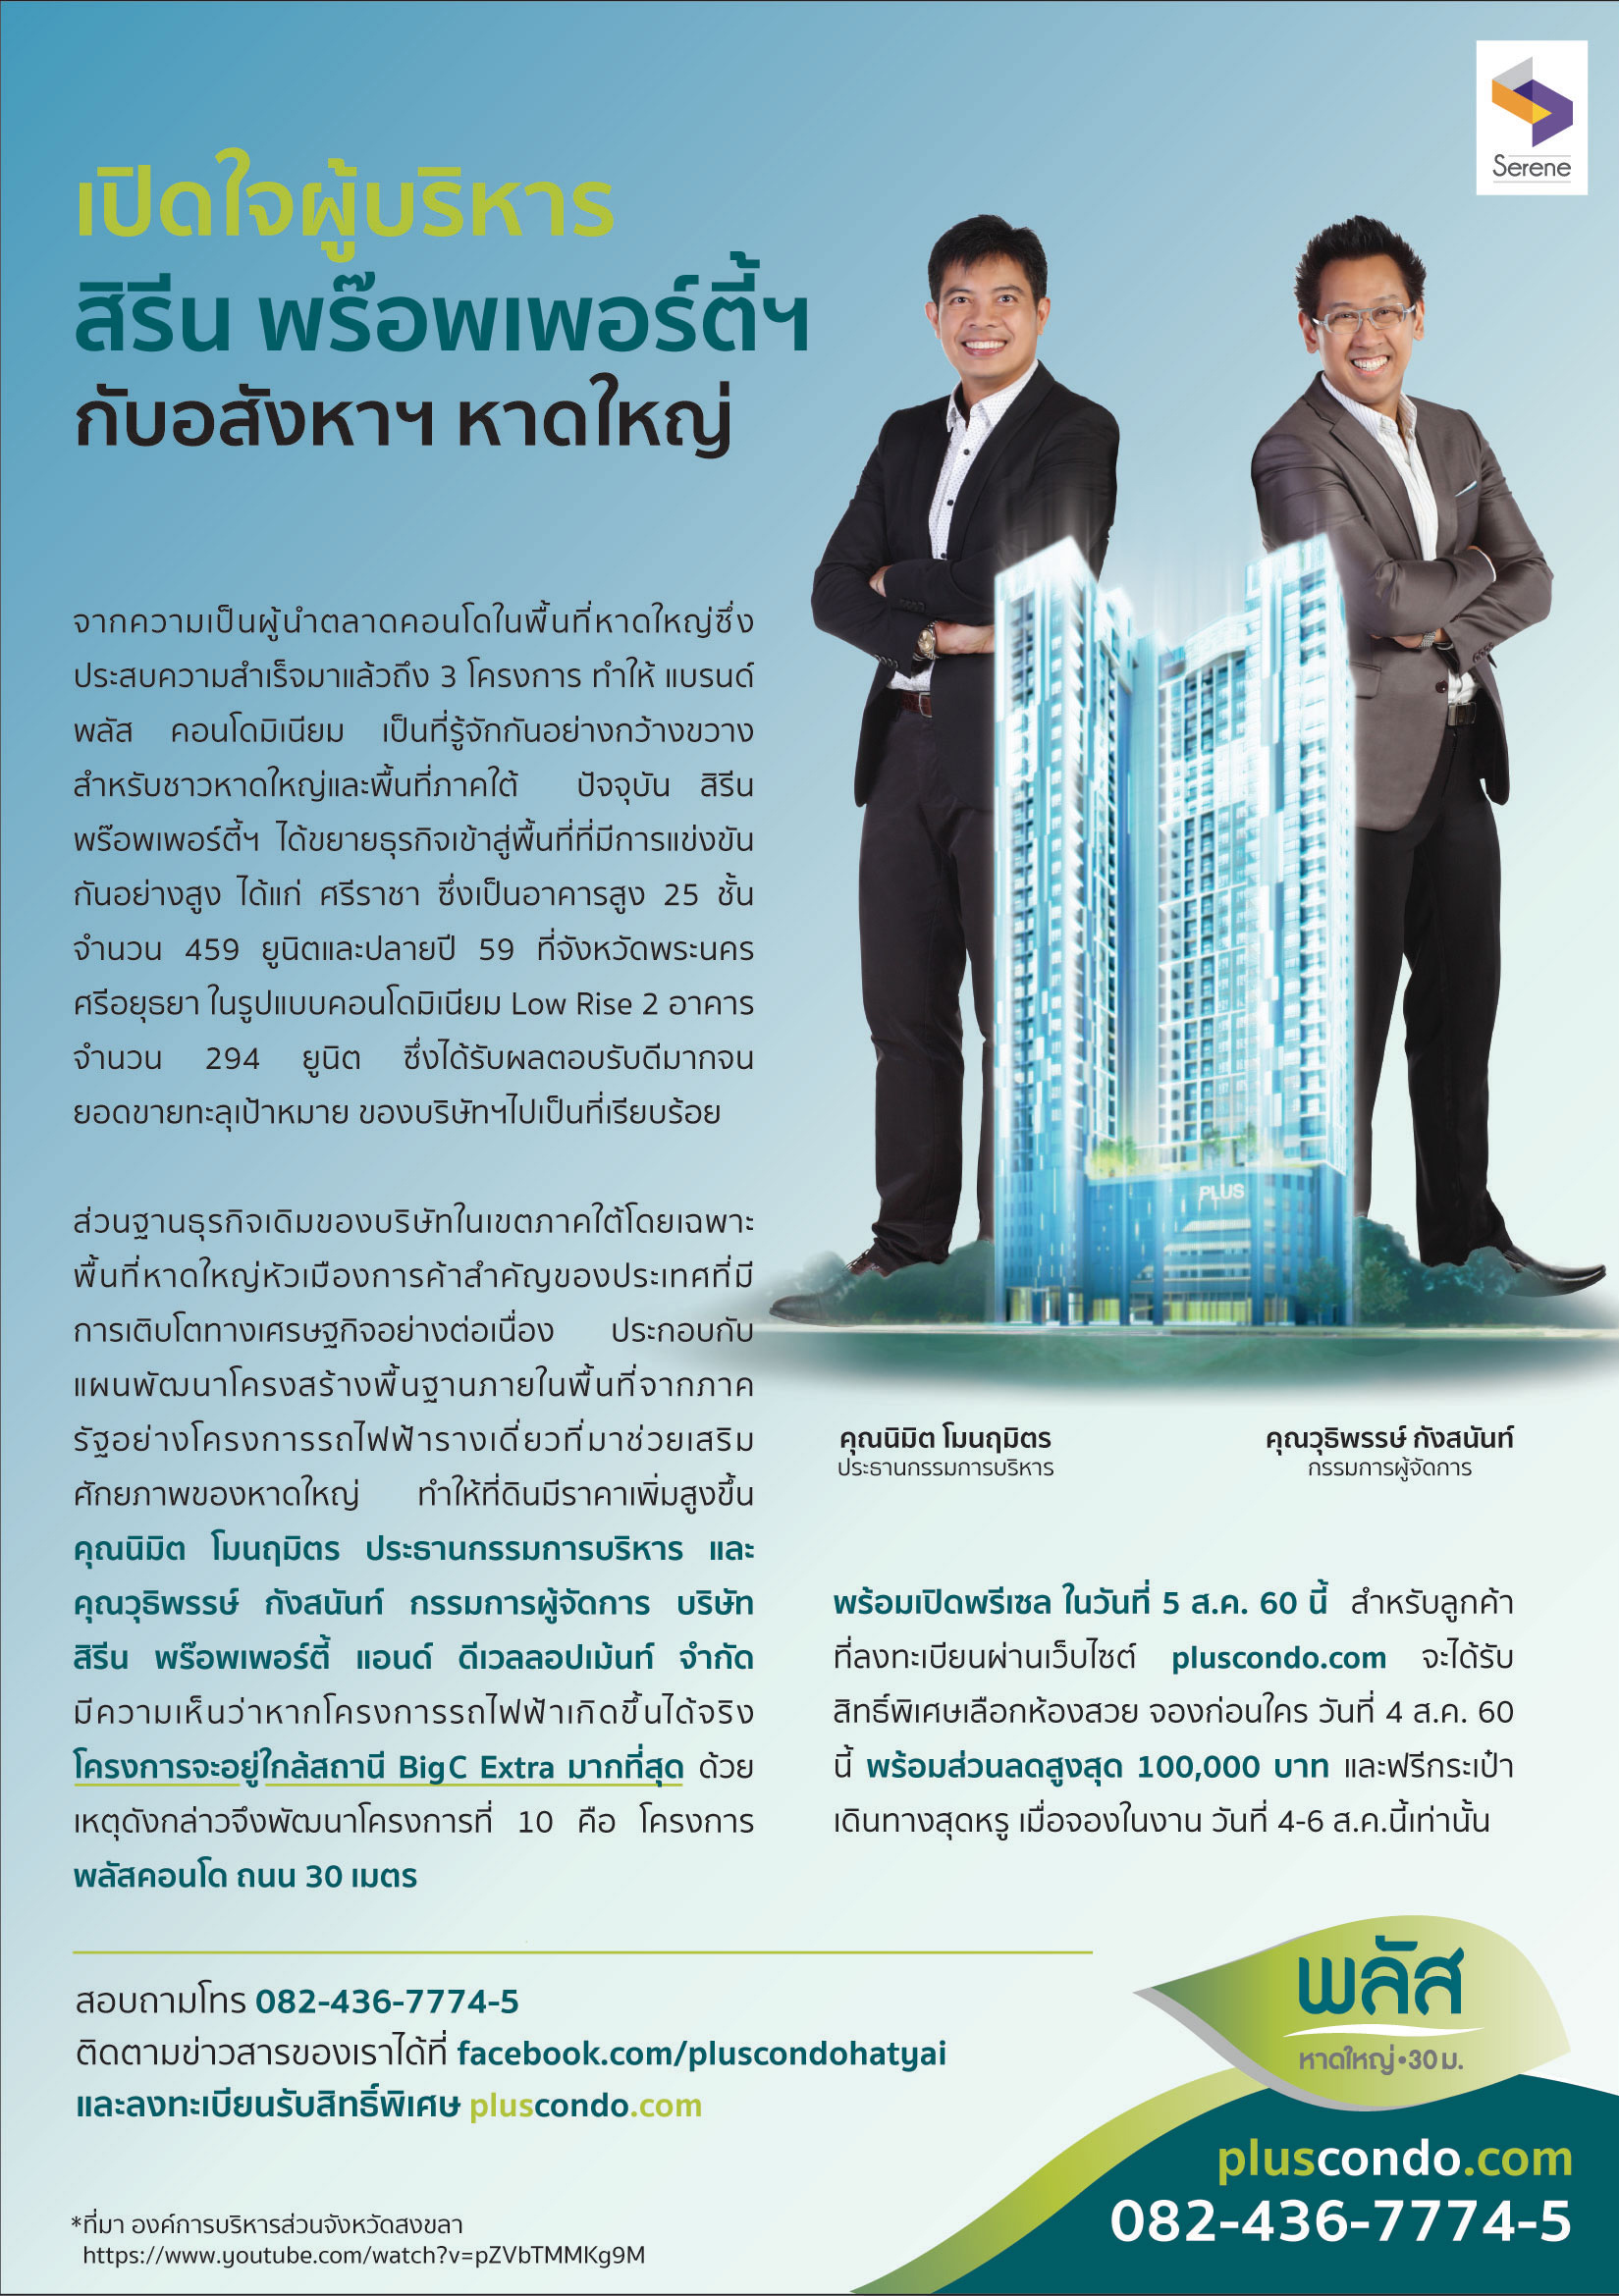 Serene
เปิดใจผู้บริหาร
สิรีน พร๊อพเพอร์ตี้ฯ
กับอสังหาฯ หาดใหญ่
จากความเป็นผู้นำตลาดคอนโดในพื้นที่หาดใหญ่ซึ่ง
ประสบความสำเร็จมาแล้วถึง 3 โครงการ ทำให้ แบรนด์
พลัส คอนโดมิเนียม เป็นที่รู้จักกันอย่างกว้างขวาง
สำหรับชาวหาดใหญ่และพื้นที่ภาคใต้ ปัจจุบัน สิรีน
พร๊อพเพอร์ตี้ฯ ได้ขยายธุรกิจเข้าสู่พื้นที่ที่มีการแข่งขัน
กันอย่างสูง ได้แก่ ศรีราชา ซึ่งเป็นอาคารสูง 25 ชั้น
จำนวน 459 ยูนิตและปลายปี 59 ที่จังหวัดพระนคร
ศรีอยุธยา ในรูปแบบคอนโดมิเนียม Low Rise 2 อาคาร
จำนวน 294 ยูนิต ซึ่งได้รับผลตอบรับดีมากจน
ยอดขายทะลุเป้าหมาย ของบริษัทฯไปเป็นที่เรียบร้อย
ส่วนฐานธุรกิจเดิมของบริษัทในเขตภาคใต้โดยเฉพาะ
พื้นที่หาดใหญ่หัวเมืองการค้าสำคัญของประเทศที่มี
การเติบโตทางเศรษฐกิจอย่างต่อเนื่อง ประกอบกับ
แผนพัฒนาโครงสร้างพื้นฐานภายในพื้นที่จากภาค
รัฐอย่างโครงการรถไฟฟ้ารางเดี่ยวที่มาช่วยเสริม
ศักยภาพของหาดใหญ่ ทำให้ที่ดินมีราคาเพิ่มสูงขึ้น
คุณนิมิต โมนฤมิตร ประธานกรรมการบริหาร และ
คุณวุธิพรรษ์ กังสนันท์ กรรมการผู้จัดการ บริษัท
สิรีน พร๊อพเพอร์ตี้ แอนด์ ดีเวลลอปเม้นท์ จำกัด
มีความเห็นว่าหากโครงการรถไฟฟ้าเกิดขึ้นได้จริง
โครงการจะอยู่ใกล้สถานี BigC Extra มากที่สุด ด้วย
เหตุดังกล่าวจึงพัฒนาโครงการที่ 10 คือ โครงการ
พลัสคอนโด ถนน 30 เมตร
PLUS
คุณนิมิต โมนฤมิตร
ประธานกรรมการบริหาร
คุณวุธิพรรษ์ กังสนันท์
กรรมการผู้จัดการ
พร้อมเปิดพรีเซล ในวันที่ 5 ส.ค. 60 นี้ สำหรับลูกค้า
ที่ลงทะเบียนผ่านเว็บไซต์ pluscondo.com จะได้รับ
สิทธิ์พิเศษเลือกห้องสวย จองก่อนใคร วันที่ 4 ส.ค. 60
นี้ พร้อมส่วนลดสูงสุด 100,000 บาท และฟรีกระเป๋า
เดินทางสุดหรู เมื่อจองในงาน วันที่ 4-6 ส.ค.นี้เท่านั้น
สอบถามโทร 082-436-7774-5
ติดตามข่าวสารของเราได้ที่ facebook.com/pluscondohatyai
และลงทะเบียนรับสิทธิ์พิเศษ pluscondo.com
พลัส
หาดใหญ่•30ม.
pluscondo.com
082-436-7774-5
*ที่มา องค์การบริหารส่วนจังหวัดสงขลา
https://www.youtube.com/watch?v=pZVbTMMKg9M